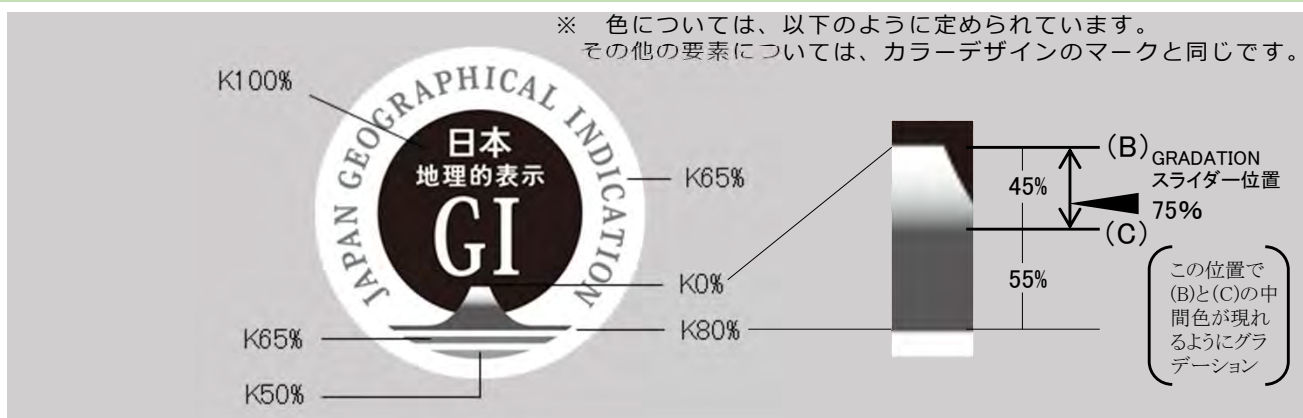 ※　色については、以下のように定められています。
その他の要素については、カラーデザインのマークと同じです。
K100%
JAPAN GEOGRAPHICAL INDICATION
日本
地理的表示
GI
K65%
K0%
K80%
K65%
K50%
(B)
45%
GRADATION
スライダー位置
75%
(C)
55%
この位置で
(B)と(C)の中
間色が現れ
るようにグラ
デーション